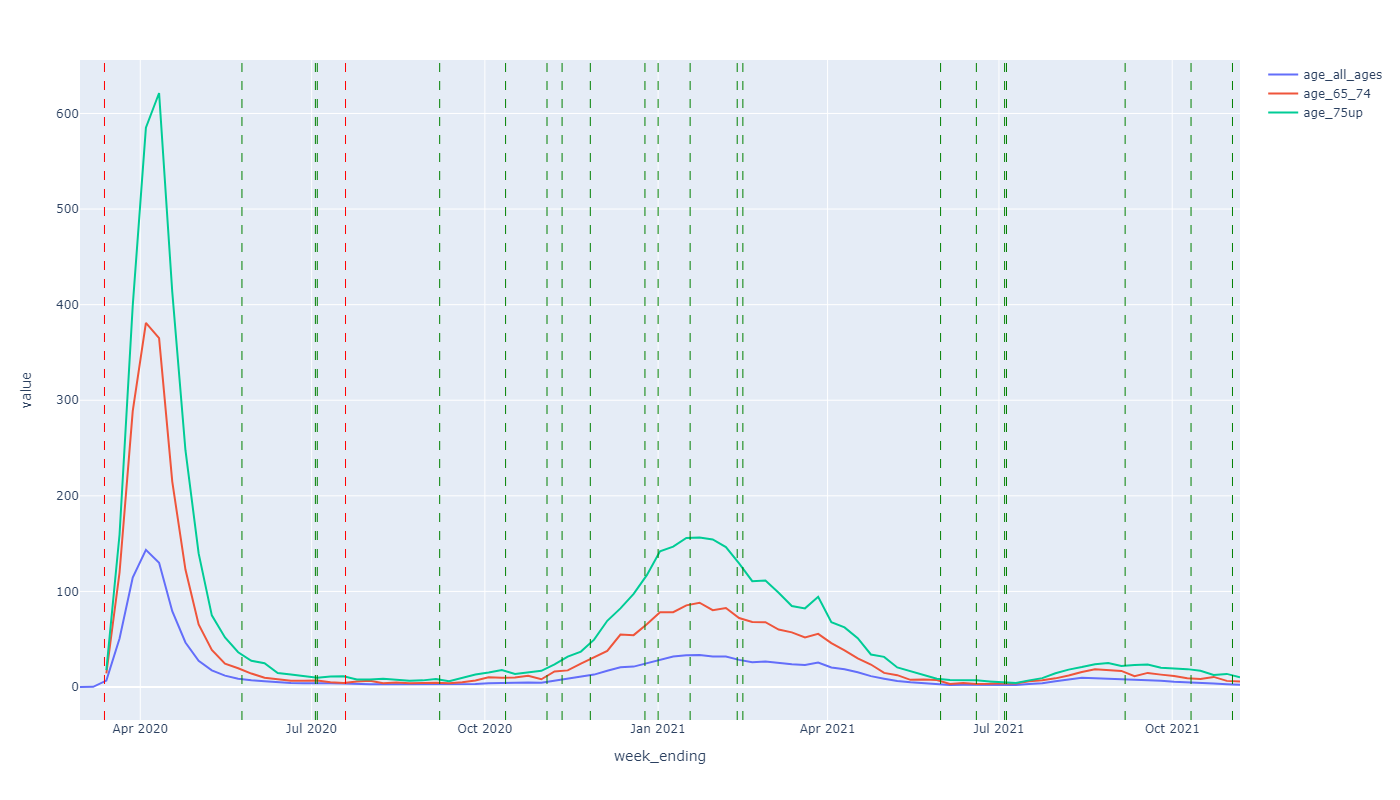 age_all_ages
age_65_74
age_75up
600
500
400
300
200
100
0
value
Apr 2020
Jul 2020
Oct 2020
Jan 2021
Apr 2021
Jul 2021
Oct 2021
week_ending